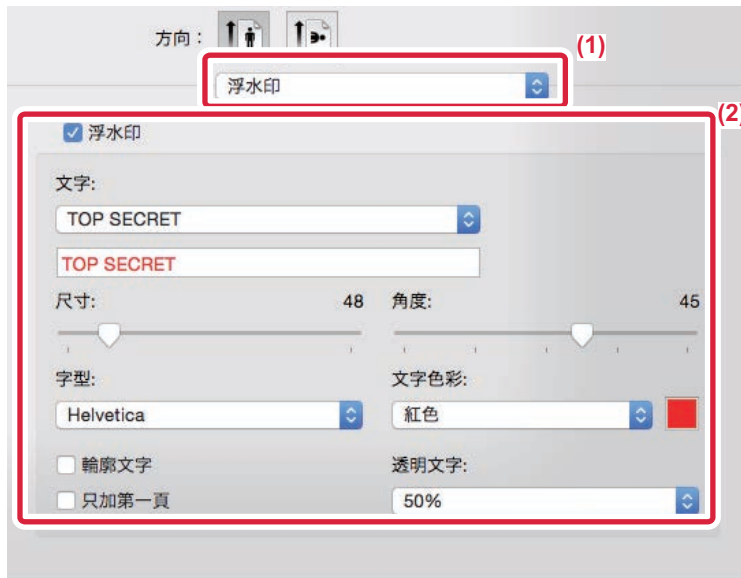 方向：
(1)
浮水印
(2)
浮水印
文字:
TOP SECRET
TOP SECRET
尺寸: 48 角度: 45
字型: 文字色彩:
Helvetica 紅色
輪廓文字 透明文字:
只加第一頁 50%